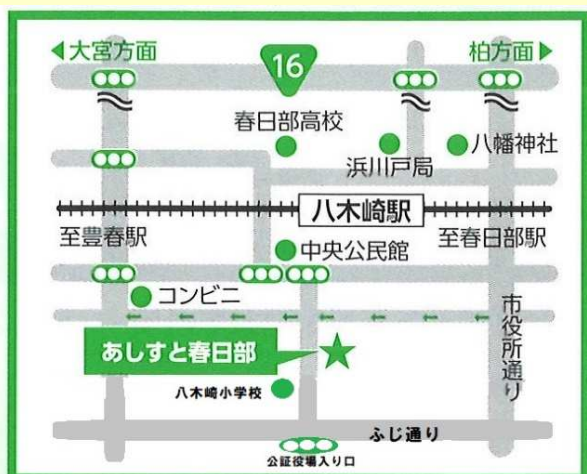 大宮方面
16
柏方面
春日部高校
浜川戸局
八幡神社
八木崎駅
至豊春駅
至春日部駅
中央公民館
コンビニ
市役所通り
あしすと春日部
八木崎小学校
ふじ通り
公証役場入り口